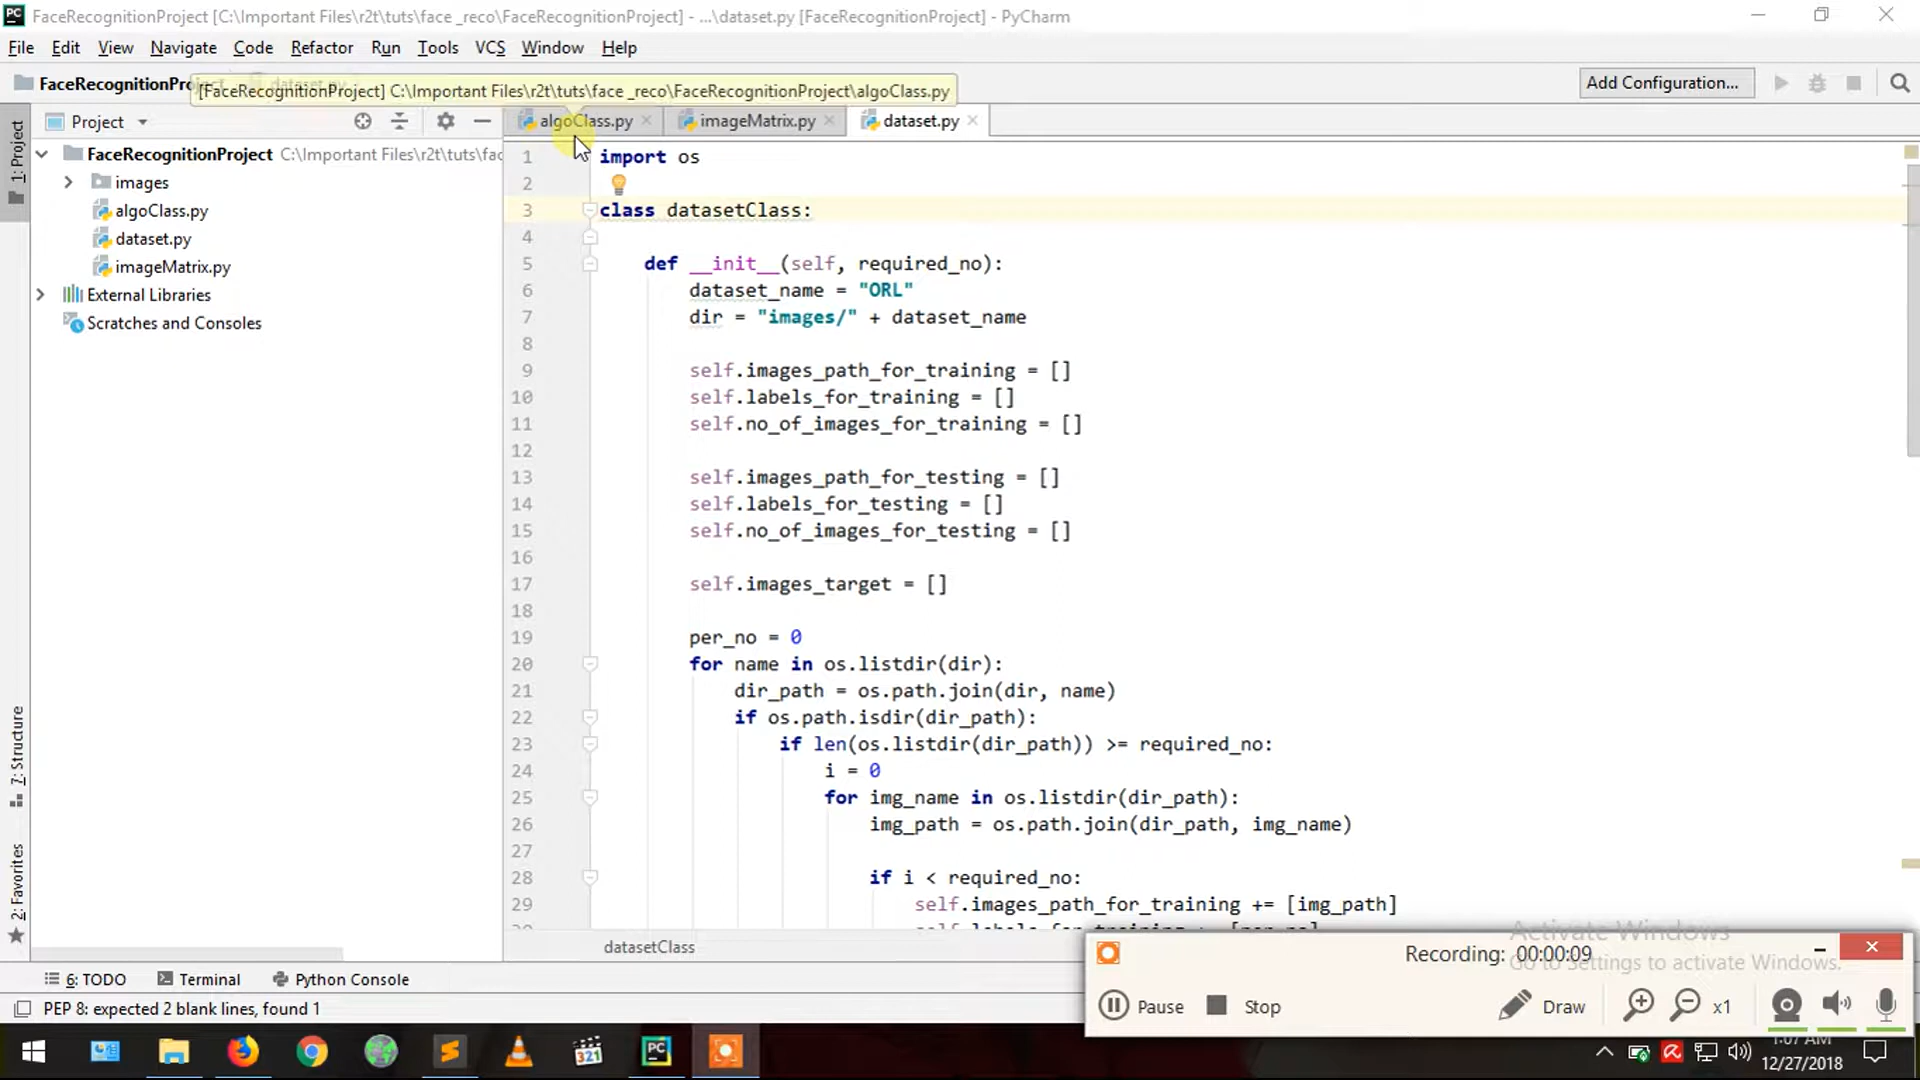 FaceRecognitionProject [C:\Important Files\r2t\tuts\face _reco\FaceRecognitionProject] - ...\dataset.py [FaceRecognitionProject] - PyCharm
File Edit View Navigate Code Refactor Run Tools VCS Window Help
FaceRecognitionPro
dataset.py
Add Configuration...
[FaceRecognitionProject] C:\Important Files\r2t\tuts\face _reco\FaceRecognitionProject\algoClass.py
Project
algoClass.py
imageMatrix.py
dataset.py
1: Project
FaceRecognitionProject C:\Important Files\r2t\tuts\fac
images
algoClass.py
dataset.py
imageMatrix.py
External Libraries
Scratches and Consoles
7: Structure
2: Favorites
1 import os
2
3 class datasetClass:
4
5 def __init__(self, required_no):
6 dataset_name = "ORL"
7 dir = "images/" + dataset_name
8
9 self.images_path_for_training = []
10 self.labels_for_training = []
11 self.no_of_images_for_training = []
12
13 self.images_path_for_testing = []
14 self.labels_for_testing = []
15 self.no_of_images_for_testing = []
16
17 self.images_target = []
18
19 per_no = 0
20 for name in os.listdir(dir):
21 dir_path = os.path.join(dir, name)
22 if os.path.isdir(dir_path):
23 if len(os.listdir(dir_path)) >= required_no:
24 i = 0
25 for img_name in os.listdir(dir_path):
26 img_path = os.path.join(dir_path, img_name)
27
28 if i < required_no:
29 self.images_path_for_training += [img_path]
datasetClass
Activate Windows
Go to Settings to activate Windows.
Recording: 00:00:09
Pause Stop Draw x1
6: TODO Terminal Python Console
PEP 8: expected 2 blank lines, found 1
321
1:07 AM
12/27/2018